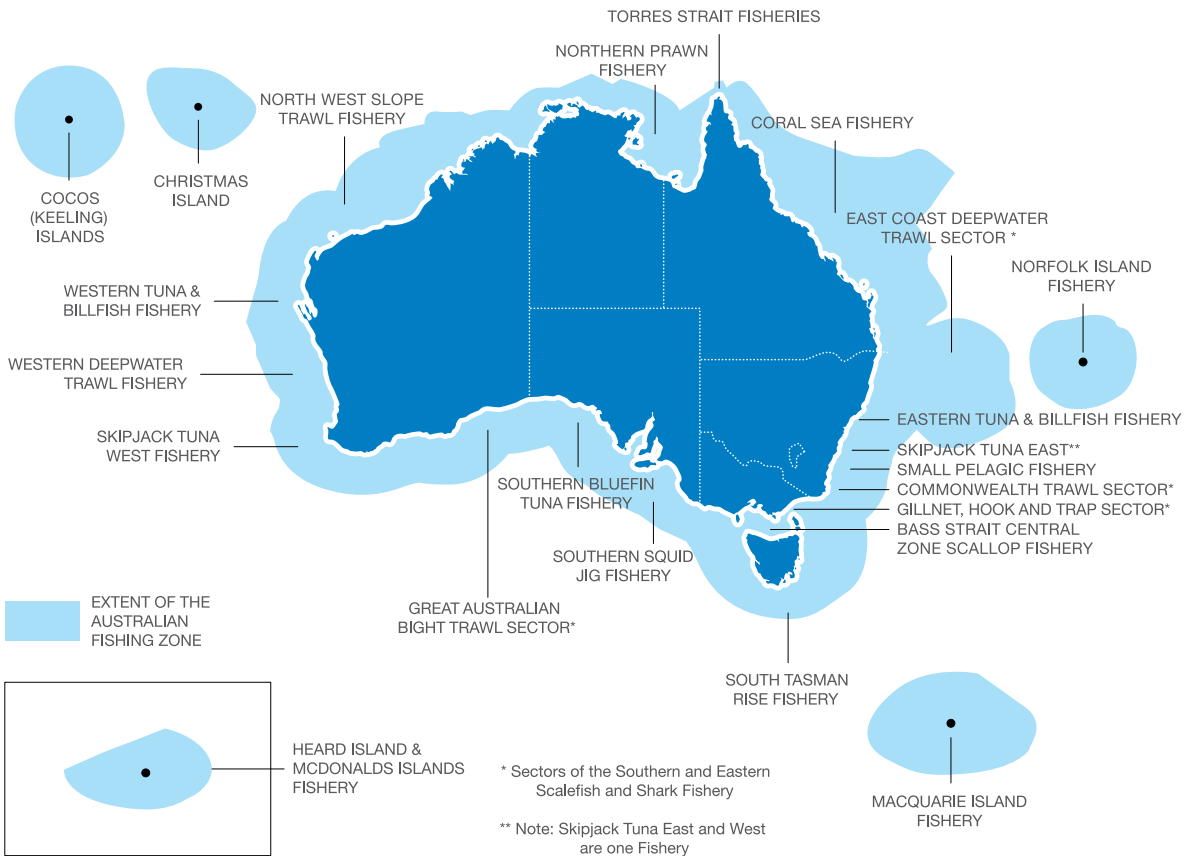 TORRES STRAIT FISHERIES
NORTHERN PRAWN
FISHERY
NORTH WEST SLOPE
TRAWL FISHERY
CORAL SEA FISHERY
CHRISTMAS
ISLAND
COCOS
(KEELING)
ISLANDS
EAST COAST DEEPWATER
TRAWL SECTOR *
NORFOLK ISLAND
FISHERY
WESTERN TUNA &
BILLFISH FISHERY
WESTERN DEEPWATER
TRAWL FISHERY
SKIPJACK TUNA
WEST FISHERY
EASTERN TUNA & BILLFISH FISHERY
SKIPJACK TUNA EAST**
SMALL PELAGIC FISHERY
COMMONWEALTH TRAWL SECTOR*
GILLNET, HOOK AND TRAP SECTOR*
BASS STRAIT CENTRAL
ZONE SCALLOP FISHERY
SOUTHERN BLUEFIN
TUNA FISHERY
SOUTHERN SQUID
JIG FISHERY
GREAT AUSTRALIAN
BIGHT TRAWL SECTOR*
EXTENT OF THE
AUSTRALIAN
FISHING ZONE
SOUTH TASMAN
RISE FISHERY
HEARD ISLAND &
MCDONALDS ISLANDS
FISHERY
* Sectors of the Southern and Eastern
Scalefish and Shark Fishery
** Note: Skipjack Tuna East and West
are one Fishery
MACQUARIE ISLAND
FISHERY